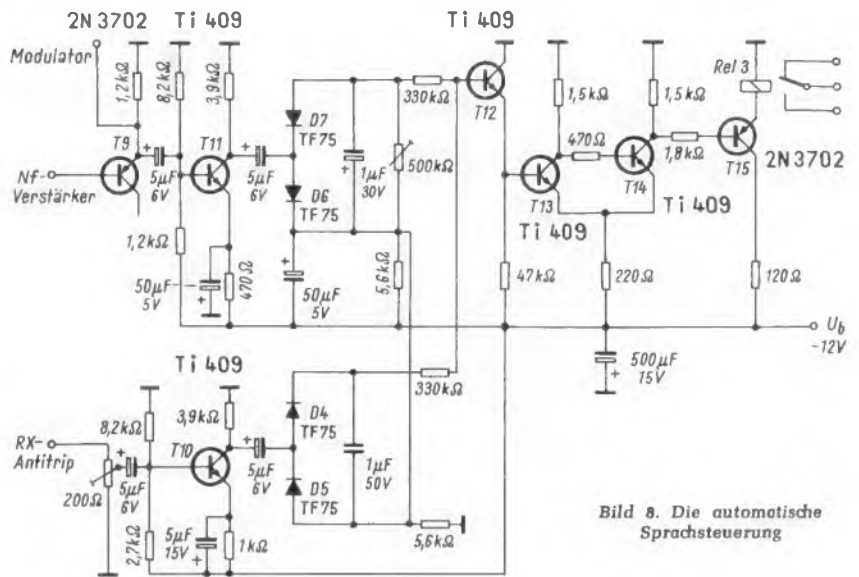 2N 3702
Ti 409
Ti 409
Modulator
1,2kΩ
8,2kΩ
3,9kΩ
T9
T11
+
5µF
6V
+
5µF
6V
Nf-
Verstärker
1,2kΩ
50µF
5V
+
470Ω
D7
TF75
D6
TF75
+
1µF
30V
500kΩ
330kΩ
+
50µF
5V
5,6kΩ
T12
1,5kΩ
1,5kΩ
Rel 3
470Ω
1,8kΩ
T13
T14
T15
2N 3702
Ti 409
Ti 409
47kΩ
220Ω
120Ω
Ub
-12V
500µF
15V
+
Ti 409
8,2kΩ
3,9kΩ
RX-
Antitrip
200Ω
+
5µF
6V
T10
+
5µF
6V
2,7kΩ
5µF
15V
+
1kΩ
D4
TF75
D5
TF75
1µF
50V
330kΩ
5,6kΩ
Bild 8. Die automatische
Sprachsteuerung